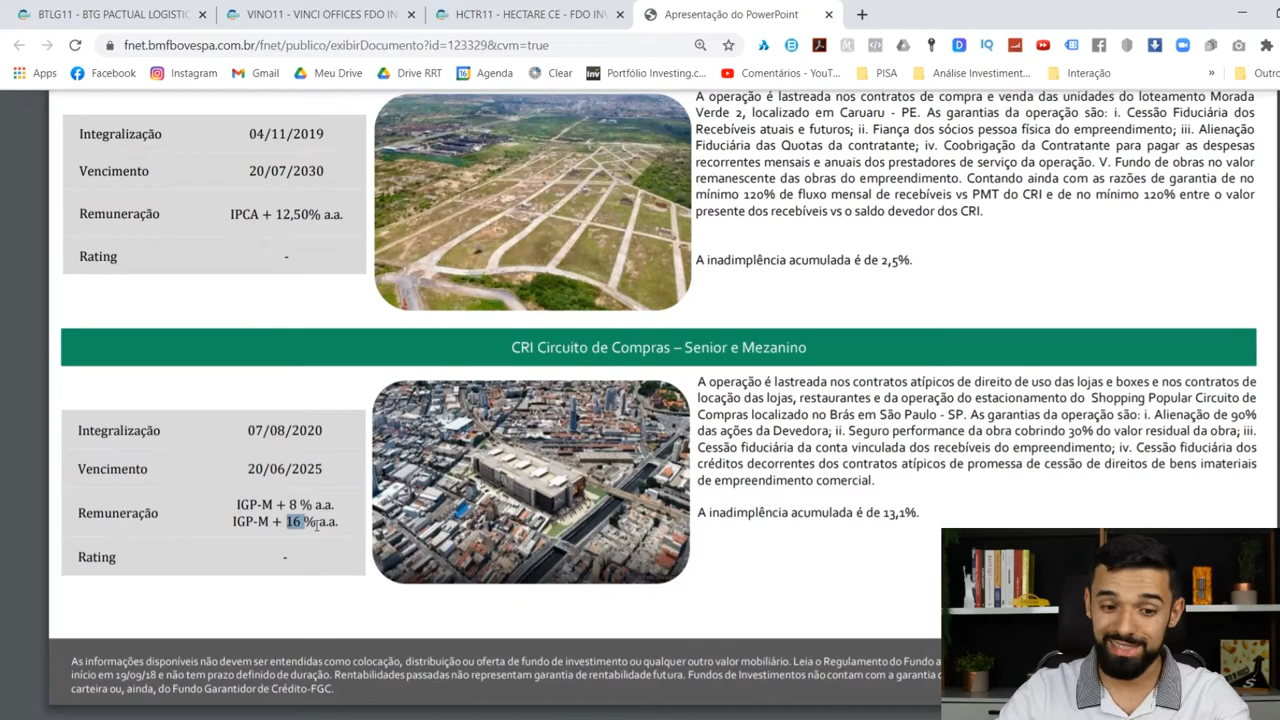 BTLG11 - BTG PACTUAL LOGISTIC
VINO11 - VINCI OFFICES FDO IN
HCTR11 - HECTARE CE - FDO IN
Apresentação do PowerPoint
fnet.bmfbovespa.com.br/fnet/publico/exibirDocumento?id=123329&cvm=true
Apps
Facebook
Instagram
Gmail
Meu Drive
Drive RRT
Agenda
Clear
Portfólio Investing.c...
Comentários - YouT...
PISA
Análise Investiment...
Interação
»
Outro
Integralização 04/11/2019
Vencimento 20/07/2030
Remuneração IPCA + 12,50% a.a.
Rating -
A operação é lastreada nos contratos de compra e venda das unidades do loteamento Morada
Verde 2, localizado em Caruaru - PE. As garantias da operação são: i. Cessão Fiduciária dos
Recebíveis atuais e futuros; ii. Fiança dos sócios pessoa física do empreendimento; iii. Alienação
Fiduciária das Quotas da contratante; iv. Coobrigação da Contratante para pagar as despesas
recorrentes mensais e anuais dos prestadores de serviço da operação. V. Fundo de obras no valor
remanescente das obras do empreendimento. Contando ainda com as razões de garantia de no
mínimo 120% de fluxo mensal de recebíveis vs PMT do CRI e de no mínimo 120% entre o valor
presente dos recebíveis vs o saldo devedor dos CRI.
A inadimplência acumulada é de 2,5%.
CRI Circuito de Compras – Senior e Mezanino
Integralização 07/08/2020
Vencimento 20/06/2025
Remuneração IGP-M + 8 % a.a.
IGP-M + 16 % a.a.
Rating -
A operação é lastreada nos contratos atípicos de direito de uso das lojas e boxes e nos contratos de
locação das lojas, restaurantes e da operação do estacionamento do Shopping Popular Circuito de
Compras localizado no Brás em São Paulo - SP. As garantias da operação são: i. Alienação de 90%
das ações da Devedora; ii. Seguro performance da obra cobrindo 30% do valor residual da obra; iii.
Cessão fiduciária da conta vinculada dos recebíveis do empreendimento; iv. Cessão fiduciária dos
créditos decorrentes dos contratos atípicos de promessa de cessão de direitos de bens imateriais
de empreendimento comercial.
A inadimplência acumulada é de 13,1%.
As informações disponíveis não devem ser entendidas como colocação, distribuição ou oferta de fundo de investimento ou qualquer outro valor mobiliário. Leia o Regulamento do Fundo a
início em 19/09/18 e não tem prazo definido de duração. Rentabilidades passadas não representam garantia de rentabilidade futura. Fundos de Investimentos não contam com a garantia d
carteira ou, ainda, do Fundo Garantidor de Crédito-FGC.